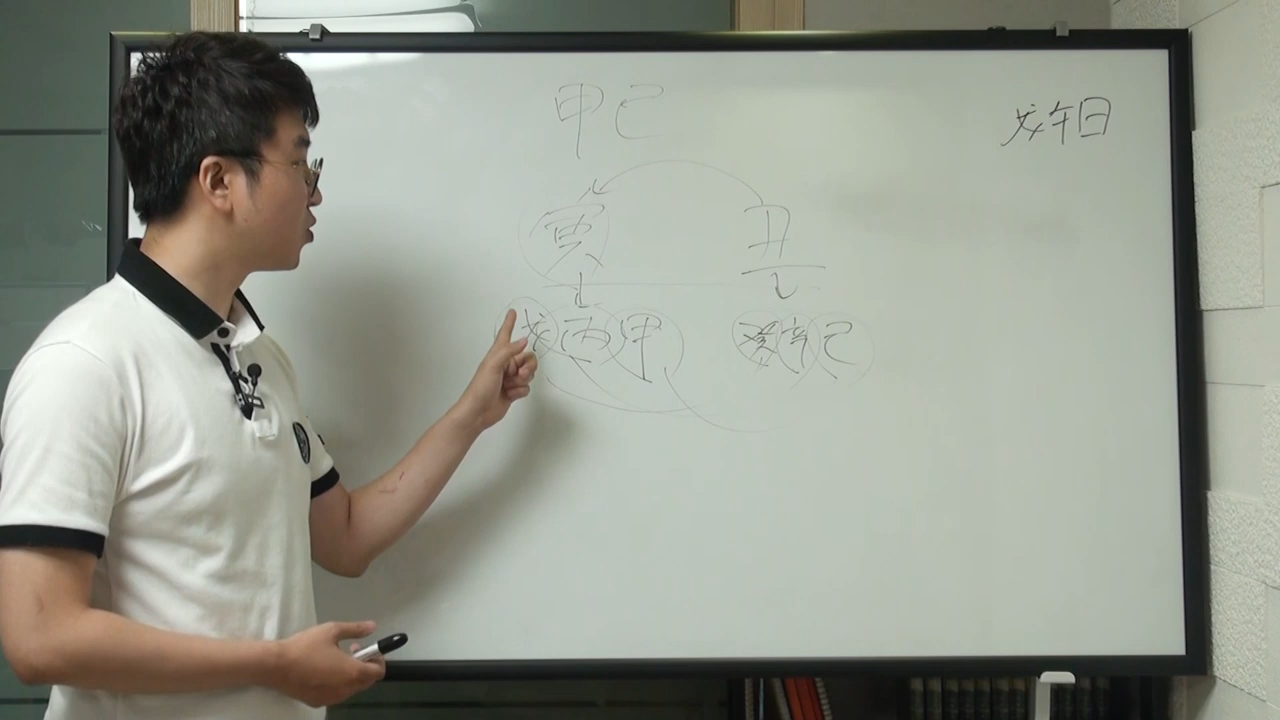 甲己
戊午日
寅 丑
戊丙甲 癸辛己